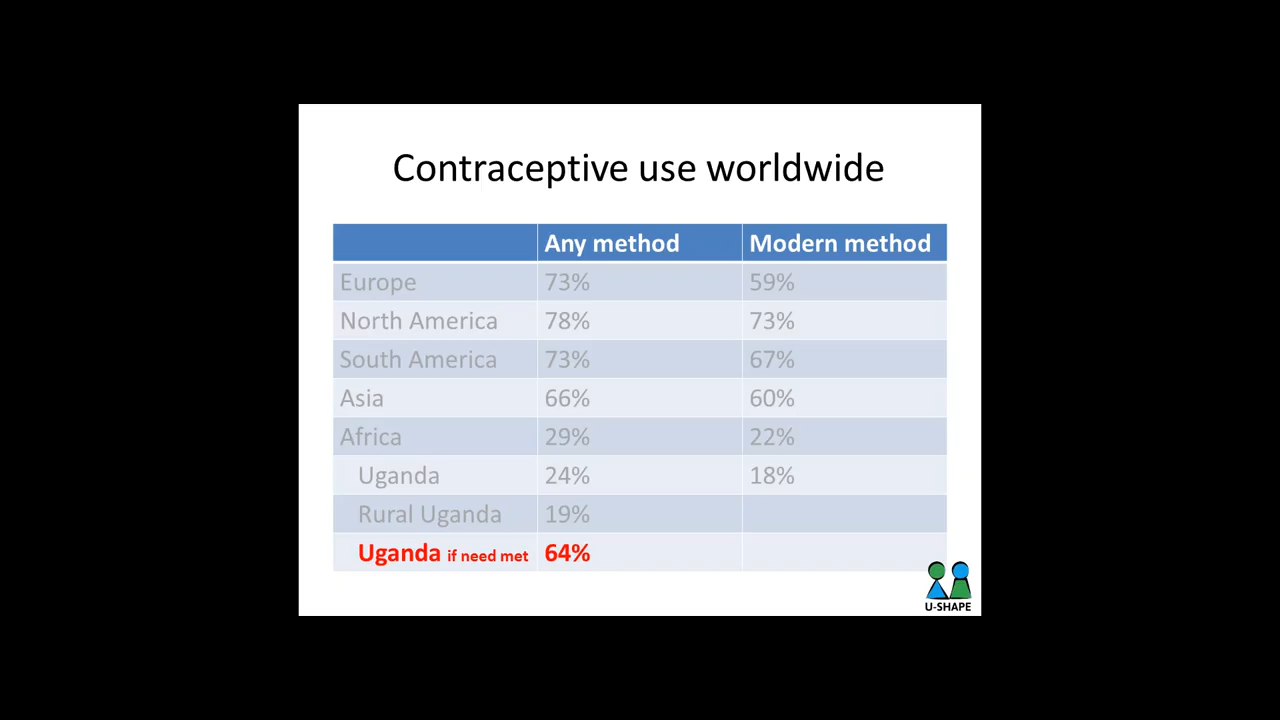 Contraceptive use worldwide
Any method Modern method
Europe 73% 59%
North America 78% 73%
South America 73% 67%
Asia 66% 60%
Africa 29% 22%
Uganda 24% 18%
Rural Uganda 19%
Uganda if need met 64%
U-SHAPE